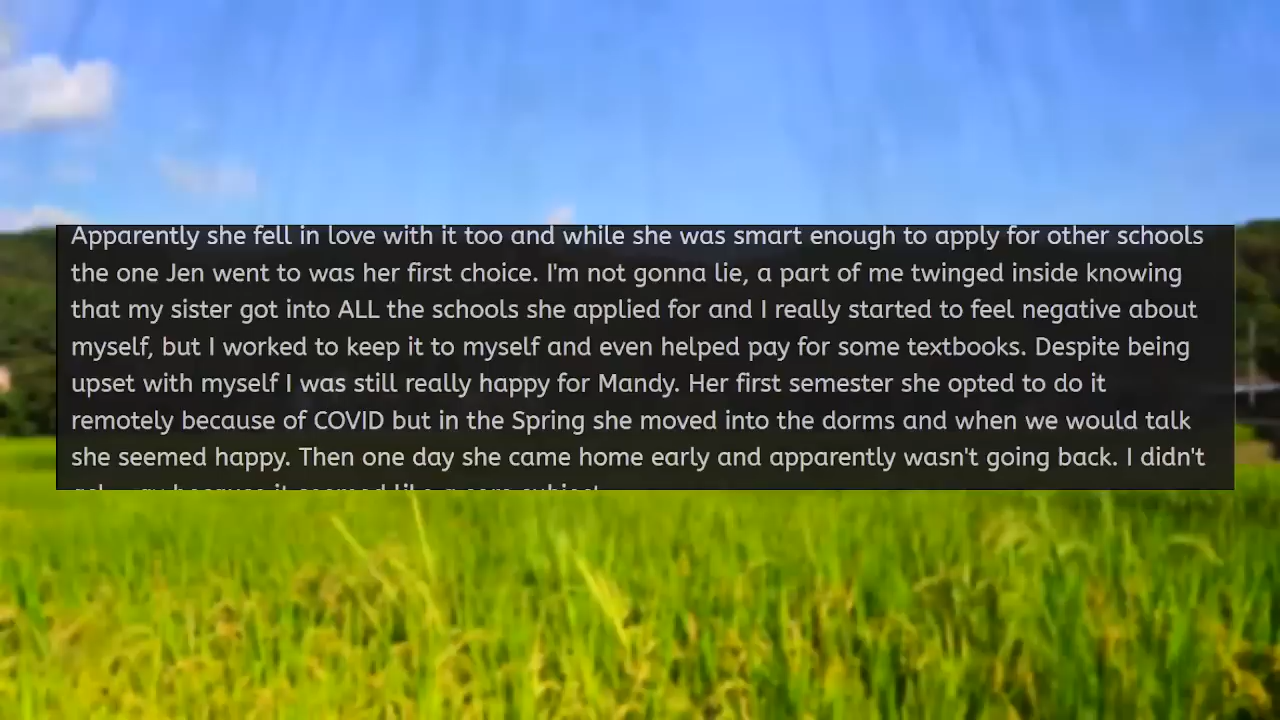 Apparently she fell in love with it too and while she was smart enough to apply for other schools
the one Jen went to was her first choice. I'm not gonna lie, a part of me twinged inside knowing
that my sister got into ALL the schools she applied for and I really started to feel negative about
myself, but I worked to keep it to myself and even helped pay for some textbooks. Despite being
upset with myself I was still really happy for Mandy. Her first semester she opted to do it
remotely because of COVID but in the Spring she moved into the dorms and when we would talk
she seemed happy. Then one day she came home early and apparently wasn't going back. I didn't
because it seemed like a sore subject